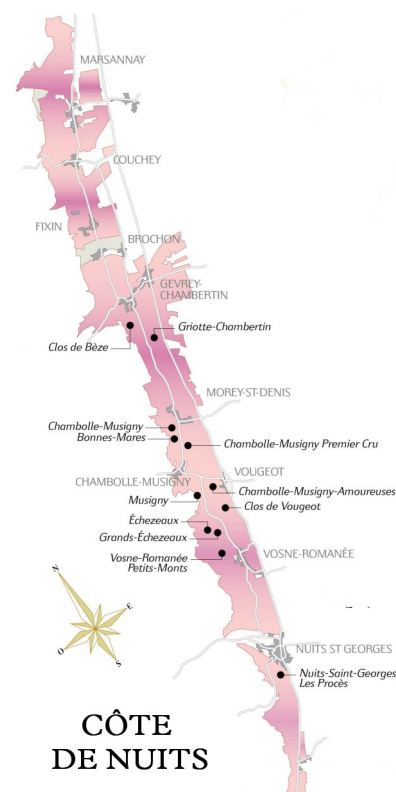 MARSANNAY
COUCHEY
FIXIN
BROCHON
GEVREY-
CHAMBERTIN
Griotte-Chambertin
Clos de Bèze
MOREY-ST-DENIS
Chambolle-Musigny
Bonnes-Mares
Chambolle-Musigny Premier Cru
VOUGEOT
CHAMBOLLE-MUSIGNY
Chambolle-Musigny-Amoureuses
Musigny
Clos de Vougeot
Échezeaux
Grands-Échezeaux
Vosne-Romanée
Petits-Monts
VOSNE-ROMANÉE
N
E
O
S
NUITS ST GEORGES
Nuits-Saint-Georges
Les Procès
CÔTE
DE NUITS